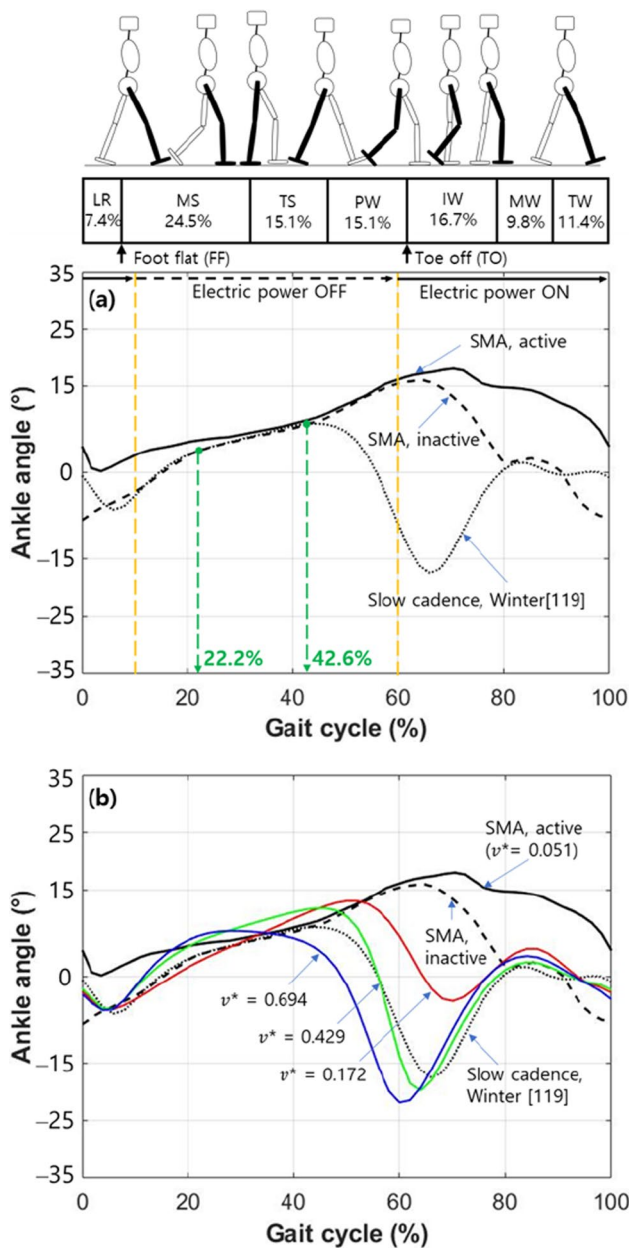 LR MS TS PW IW MW TW
7.4% 24.5% 15.1% 15.1% 16.7% 9.8% 11.4%
Foot flat (FF) Toe off (TO)
35
(a)
Electric power OFF Electric power ON
SMA, active
15
SMA, inactive
0
Ankle angle (°)
−15
Slow cadence, Winter[119]
−25
22.2% 42.6%
−35
0 20 40 60 80 100
Gait cycle (%)
35
(b)
SMA, active
(v*= 0.051)
15
SMA,
inactive
0
Ankle angle (°)
v* = 0.694
v* = 0.429
v* = 0.172
−15
Slow cadence,
Winter [119]
−25
−35
0 20 40 60 80 100
Gait cycle (%)